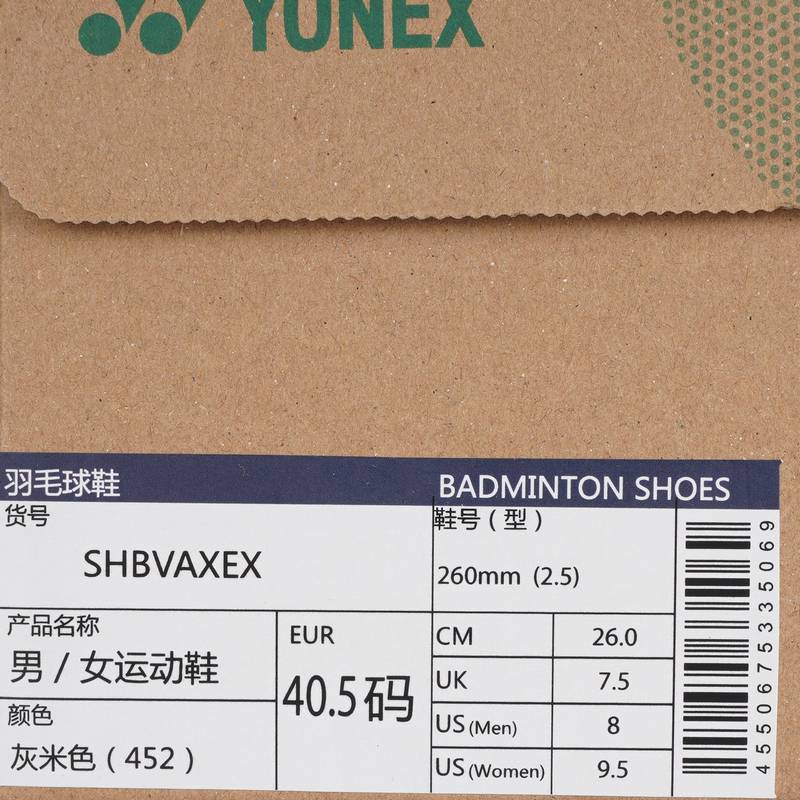 YONEX
羽毛球鞋 BADMINTON SHOES
货号
SHBVAXEX
鞋号（型）
260mm (2.5)
产品名称
男 / 女运动鞋
颜色
灰米色（452）
EUR
40.5码
CM 26.0
UK 7.5
US (Men) 8
US (Women) 9.5
4550675335069